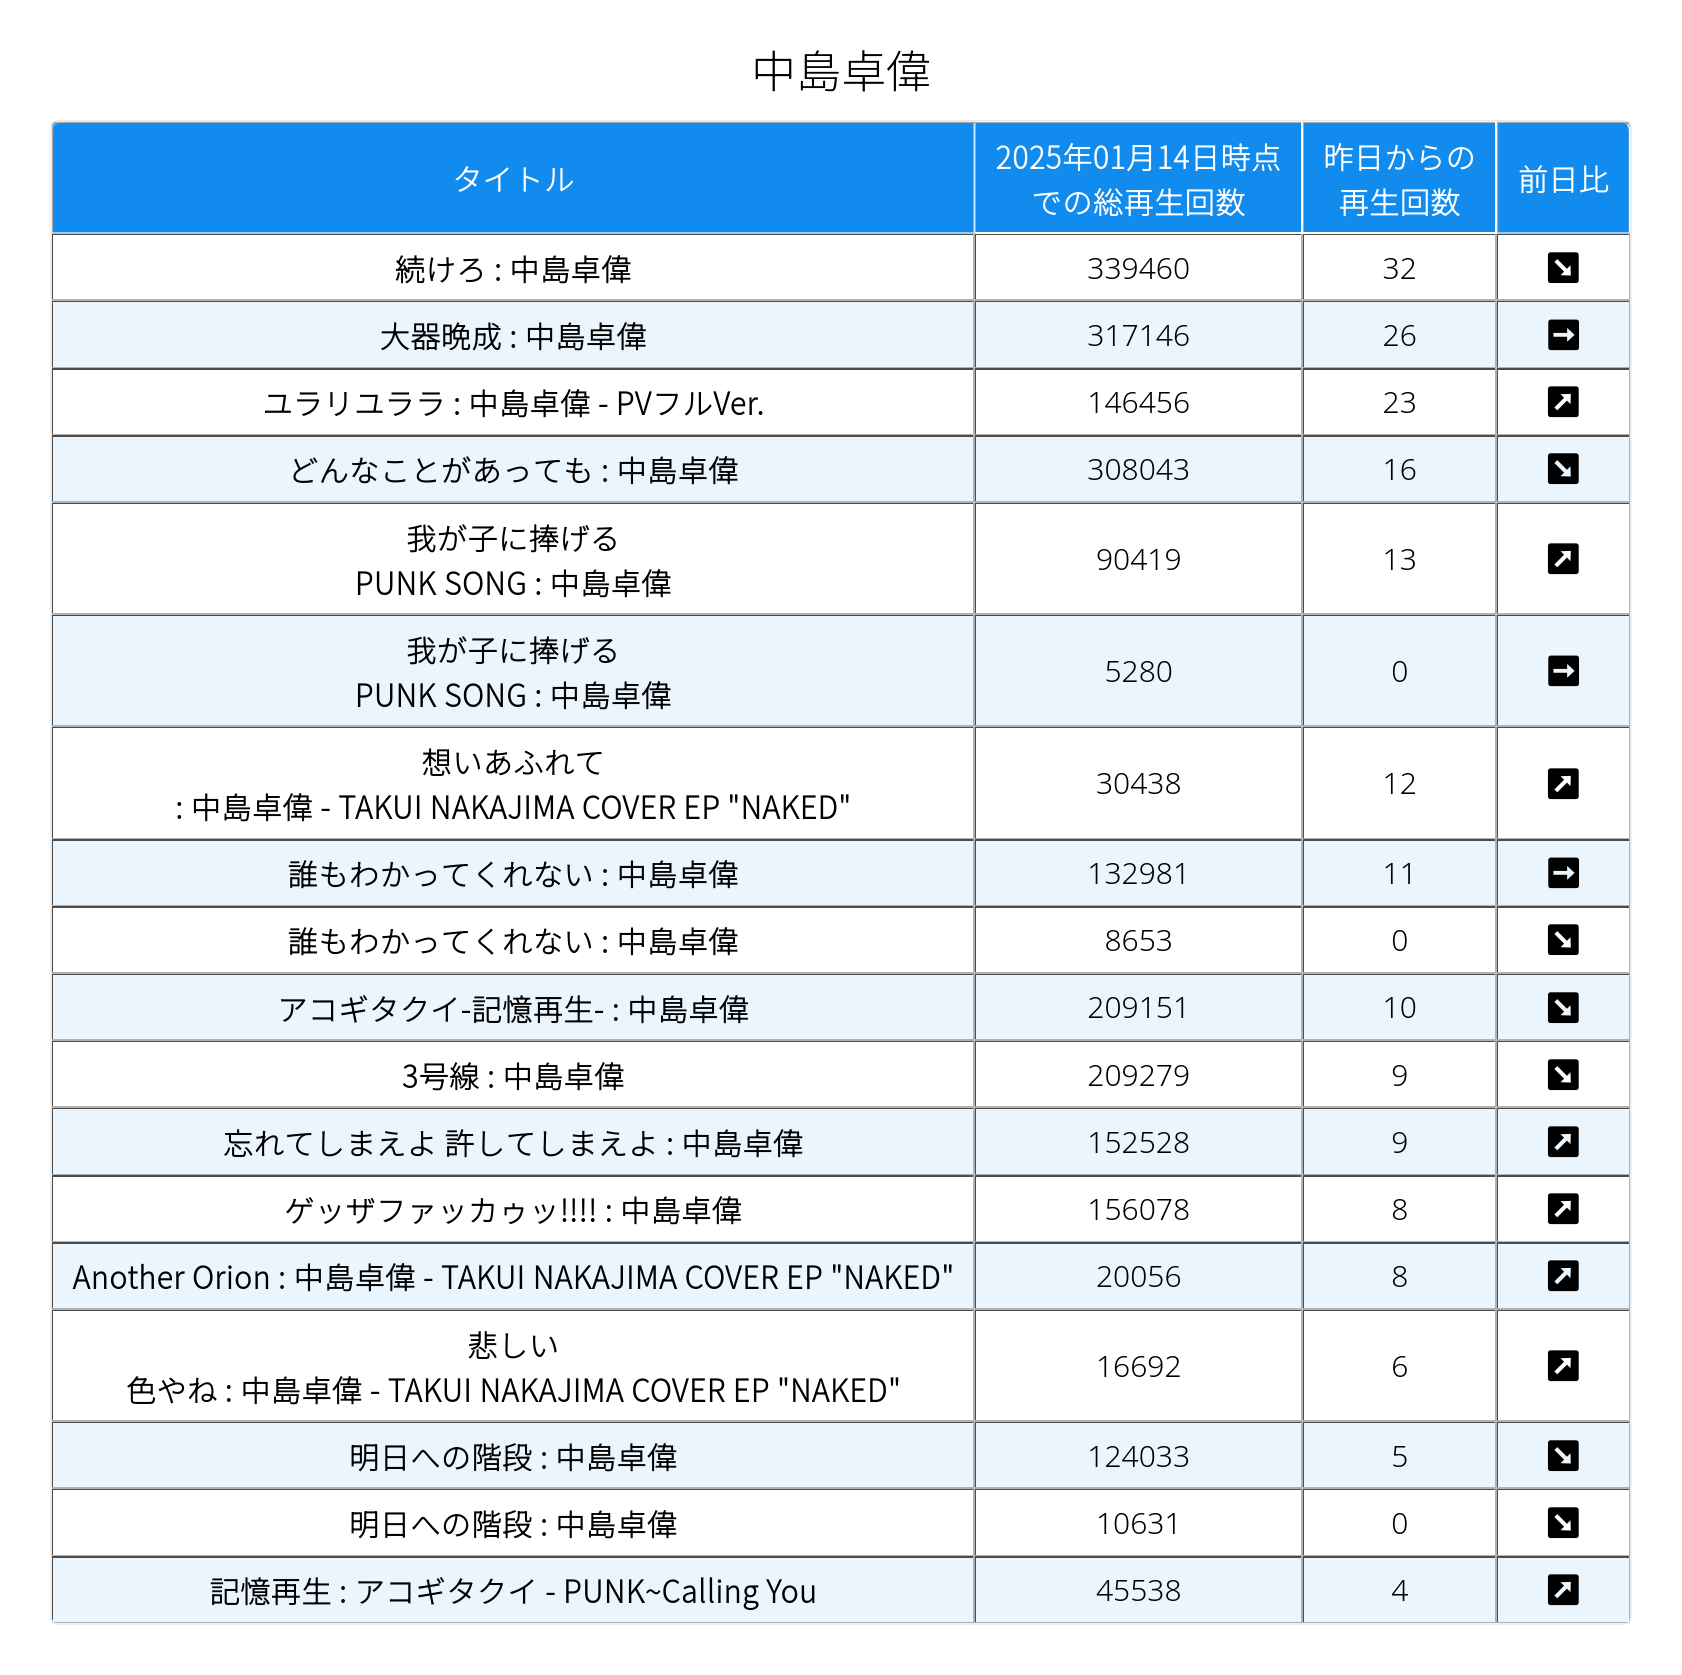 中島卓偉
タイトル
2025年01月14日時点
での総再生回数
昨日からの
再生回数
前日比
続けろ : 中島卓偉 339460 32
大器晩成 : 中島卓偉 317146 26
ユラリユララ : 中島卓偉 - PVフルVer. 146456 23
どんなことがあっても : 中島卓偉 308043 16
我が子に捧げる
PUNK SONG : 中島卓偉 90419 13
我が子に捧げる
PUNK SONG : 中島卓偉 5280 0
想いあふれて
: 中島卓偉 - TAKUI NAKAJIMA COVER EP "NAKED" 30438 12
誰もわかってくれない : 中島卓偉 132981 11
誰もわかってくれない : 中島卓偉 8653 0
アコギタクイ-記憶再生- : 中島卓偉 209151 10
3号線 : 中島卓偉 209279 9
忘れてしまえよ 許してしまえよ : 中島卓偉 152528 9
ゲッザファッカゥッ!!!! : 中島卓偉 156078 8
Another Orion : 中島卓偉 - TAKUI NAKAJIMA COVER EP "NAKED" 20056 8
悲しい
色やね : 中島卓偉 - TAKUI NAKAJIMA COVER EP "NAKED" 16692 6
明日への階段 : 中島卓偉 124033 5
明日への階段 : 中島卓偉 10631 0
記憶再生 : アコギタクイ - PUNK~Calling You 45538 4